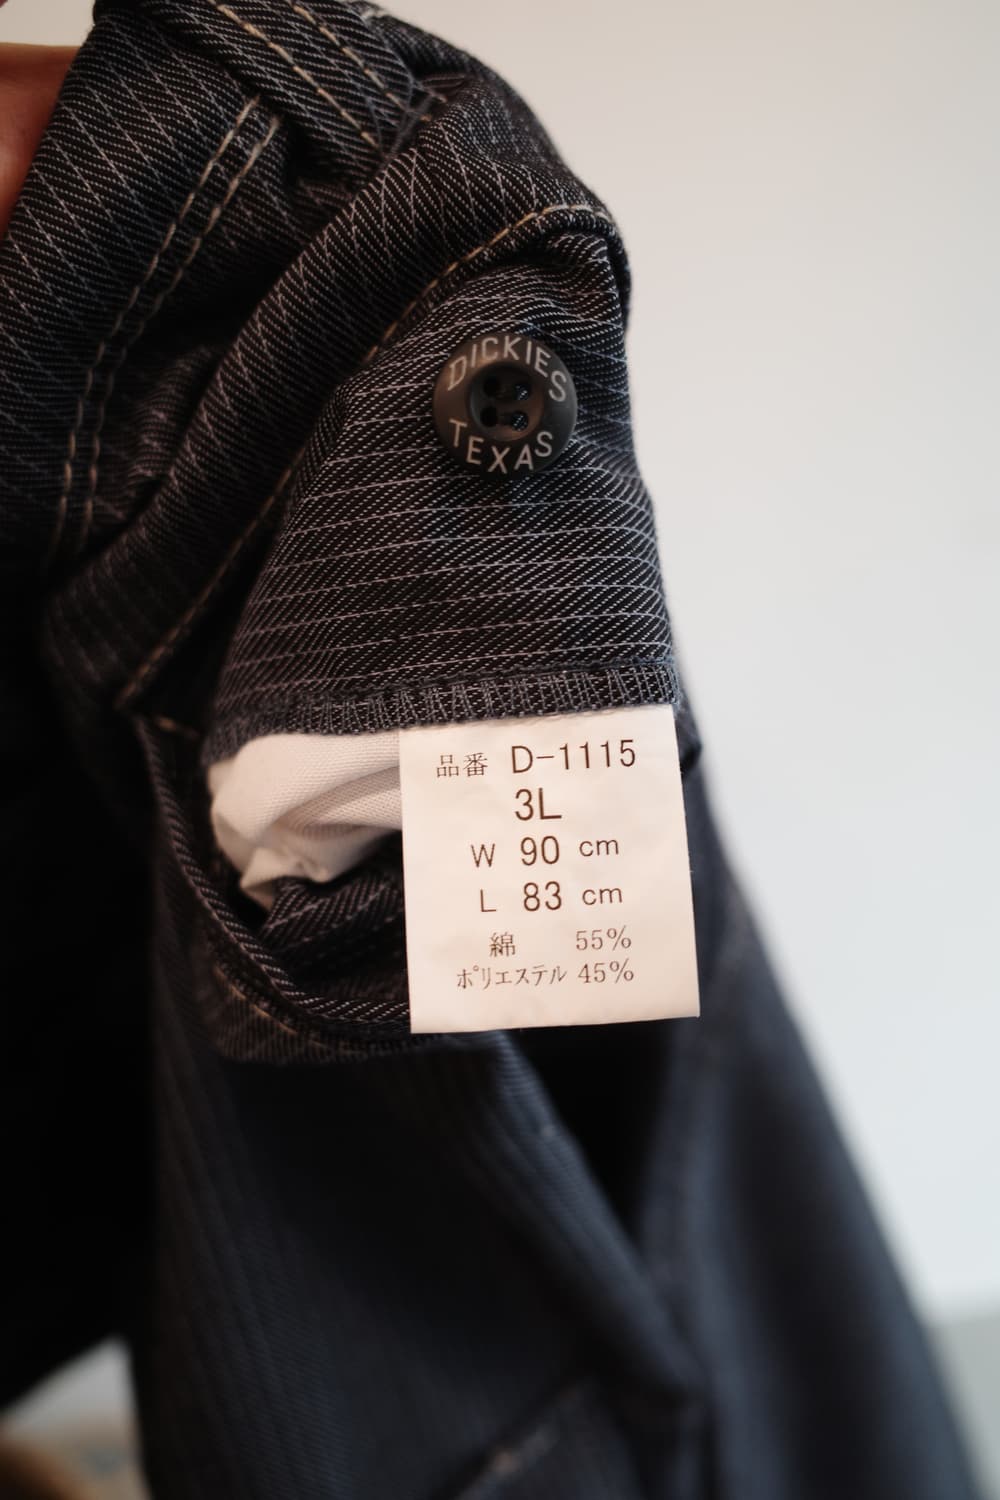 DICKIES
TEXAS
品番 D-1115
3L
W 90 cm
L 83 cm
綿 55%
ポリエステル 45%